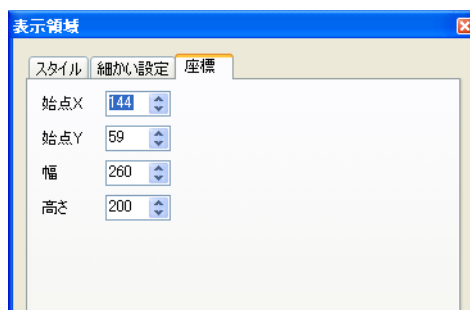 表示領域
スタイル 細かい設定 座標
始点X 144
始点Y 59
幅 260
高さ 200